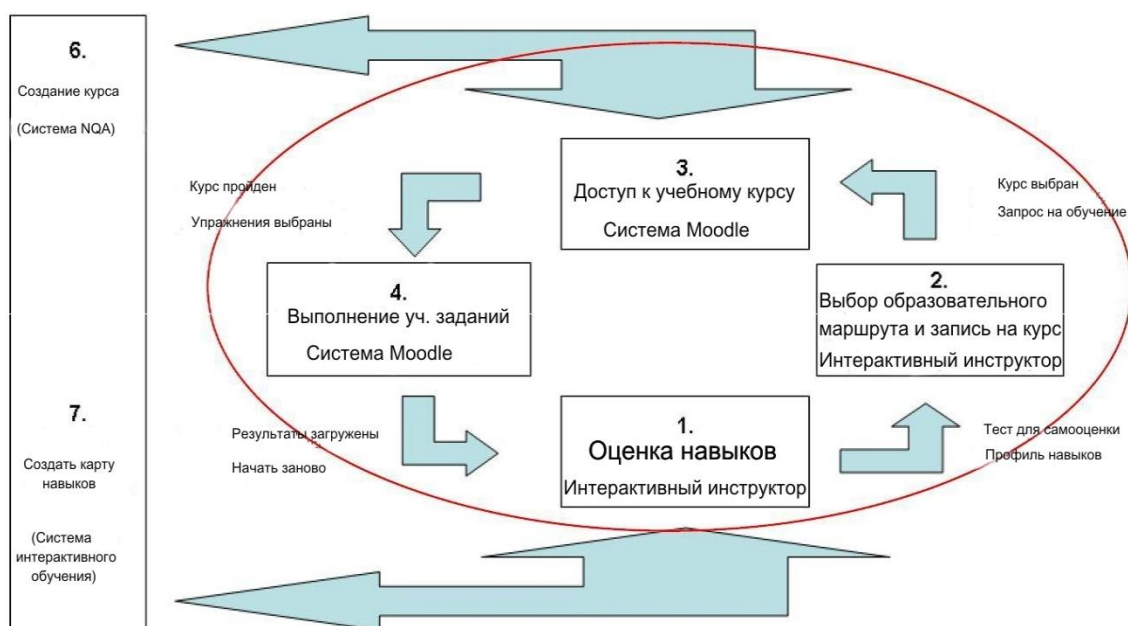 6.
Создание курса
(Система NQA)
7.
Создать карту
навыков
(Система
интерактивного
обучения)
3.
Доступ к учебному курсу
Система Moodle
Курс пройден
Упражнения выбраны
Курс выбран
Запрос на обучение
4.
Выполнение уч. заданий
Система Moodle
2.
Выбор образовательного
маршрута и запись на курс
Интерактивный инструктор
Результаты загружены
Начать заново
1.
Оценка навыков
Интерактивный инструктор
Тест для самооценки
Профиль навыков